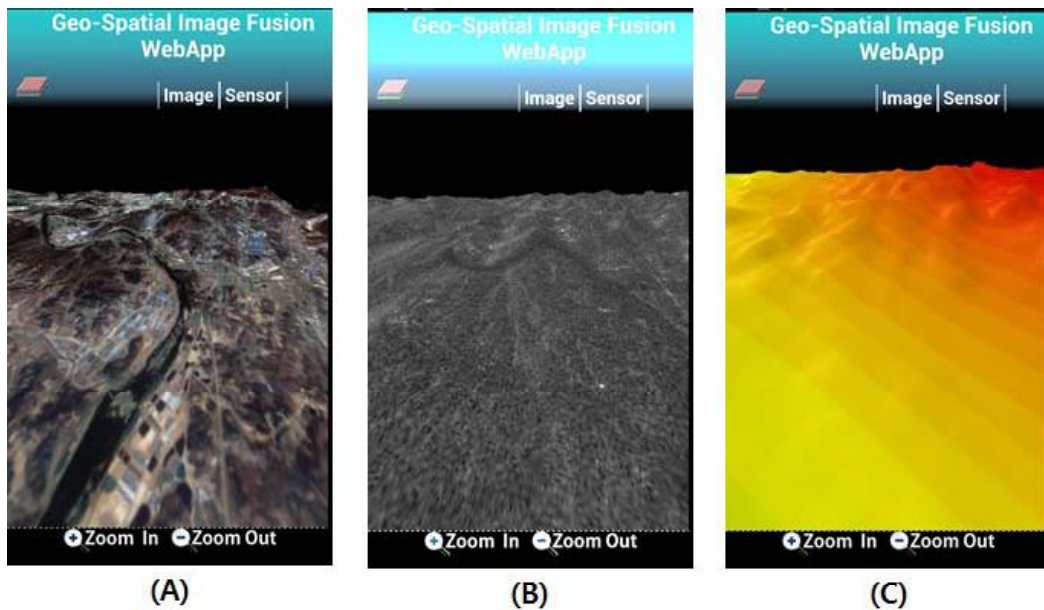 Geo-Spatial Image Fusion
WebApp
Image Sensor
Zoom In Zoom Out
(A)
Geo-Spatial Image Fusion
WebApp
Image Sensor
Zoom In Zoom Out
(B)
Geo-Spatial Image Fusion
WebApp
Image Sensor
Zoom In Zoom Out
(C)